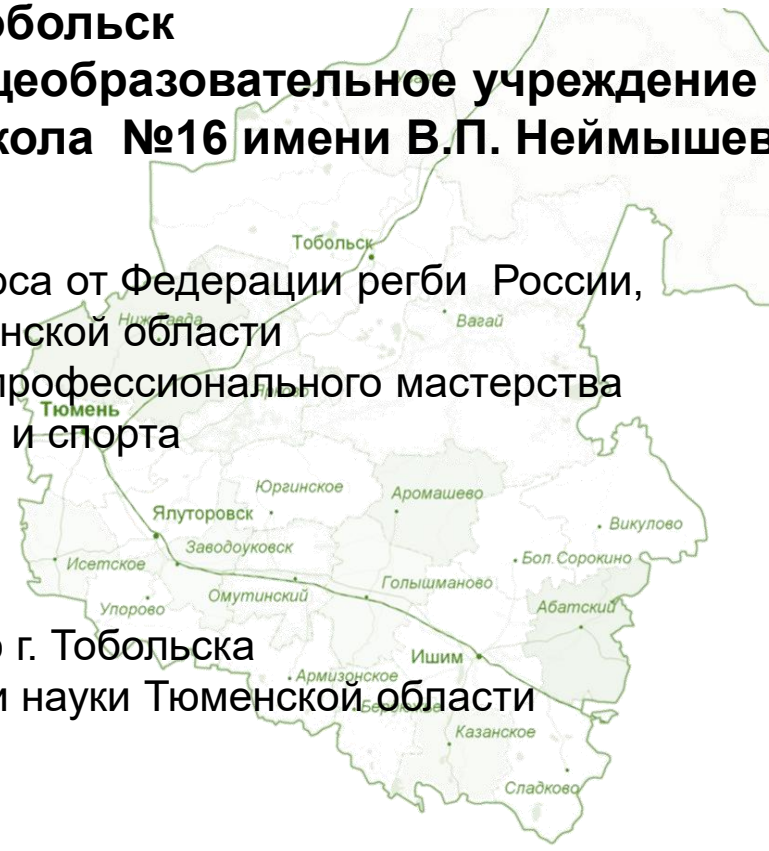 обольск
цеобразовательное учреждение
кола №16 имени В.П. Неймышев
Тобольск
оса от Федерации регби России,
Вагай
нской области
профессионального мастерства
Тюмень
и спорта
Юргинское
Аромашево
Ялуторовск
Викулово
Заводоуковск
Бол.Сорокино
Исетское
Голышманово
Омутинский
Упорово
Абатский
о г. Тобольска
Ишим
Армизонское
и науки Тюменской области
Казанское
Сладково